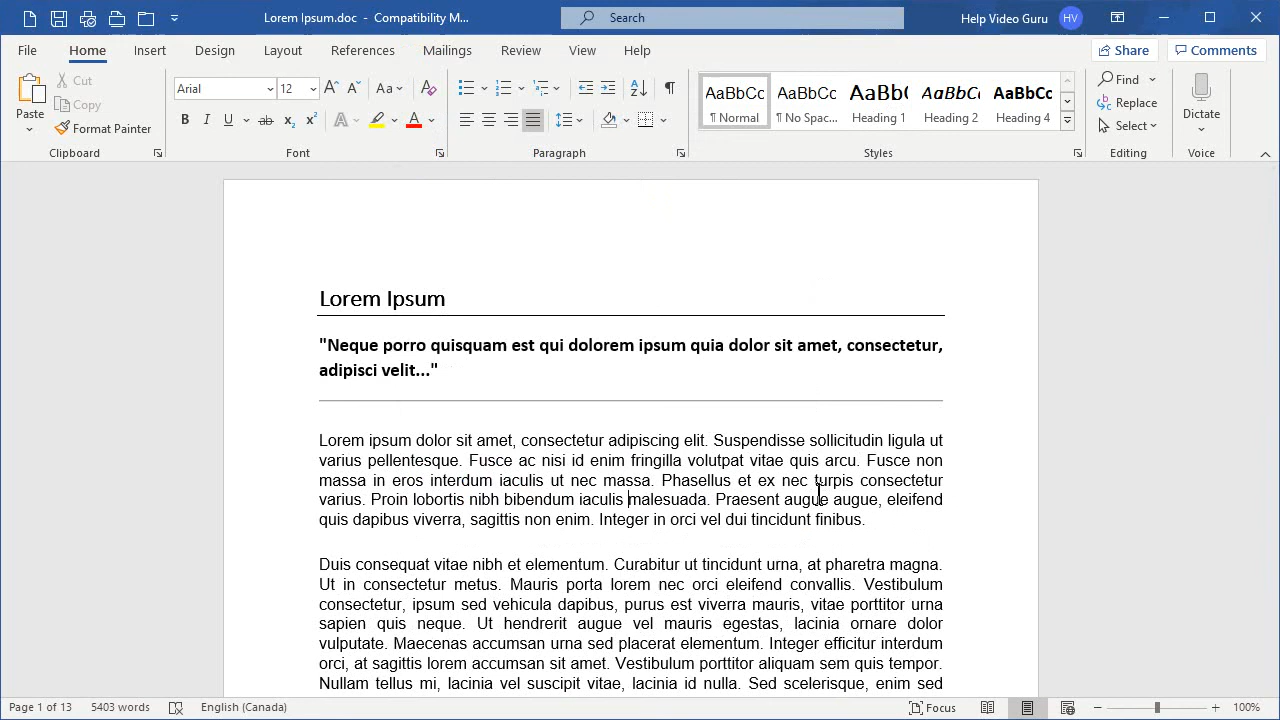 Lorem Ipsum.doc - Compatibility M...
Search
Help Video Guru HV
File Home Insert Design Layout References Mailings Review View Help
Share Comments
Paste
Cut
Copy
Format Painter
Clipboard
Arial 12
Font
Paragraph
AaBbCc AaBbCc AaBb( AaBbC AaBbCc
¶ Normal ¶ No Spac... Heading 1 Heading 2 Heading 4
Styles
Find
Replace
Select
Editing
Dictate
Voice
Lorem Ipsum
"Neque porro quisquam est qui dolorem ipsum quia dolor sit amet, consectetur,
adipisci velit..."
Lorem ipsum dolor sit amet, consectetur adipiscing elit. Suspendisse sollicitudin ligula ut
varius pellentesque. Fusce ac nisi id enim fringilla volutpat vitae quis arcu. Fusce non
massa in eros interdum iaculis ut nec massa. Phasellus et ex nec turpis consectetur
varius. Proin lobortis nibh bibendum iaculis malesuada. Praesent augue augue, eleifend
quis dapibus viverra, sagittis non enim. Integer in orci vel dui tincidunt finibus.
Duis consequat vitae nibh et elementum. Curabitur ut tincidunt urna, at pharetra magna.
Ut in consectetur metus. Mauris porta lorem nec orci eleifend convallis. Vestibulum
consectetur, ipsum sed vehicula dapibus, purus est viverra mauris, vitae porttitor urna
sapien quis neque. Ut hendrerit augue vel mauris egestas, lacinia ornare dolor
vulputate. Maecenas accumsan urna sed placerat elementum. Integer efficitur interdum
orci, at sagittis lorem accumsan sit amet. Vestibulum porttitor aliquam sem quis tempor.
Nullam tellus mi, lacinia vel suscipit vitae, lacinia id nulla. Sed scelerisque, enim sed
Page 1 of 13 5403 words English (Canada) Focus 100%